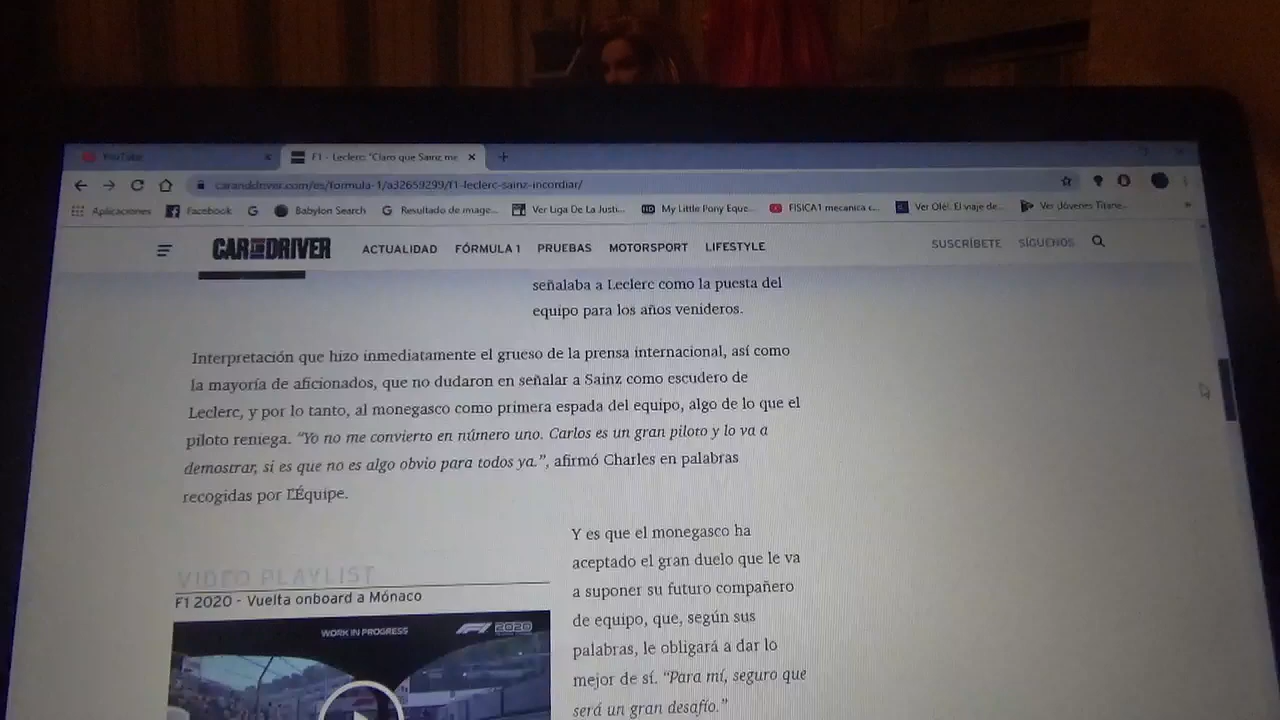 YouTube
F1 - Leclerc: "Claro que Sainz me
caranddriver.com/es/formula-1/a32659299/f1-leclerc-sainz-incordiar/
Aplicaciones Facebook Babylon Search Resultado de image... Ver Liga De La Justi... My Little Pony Eque... FISICA1 mecanica c... Ver Olé!. El viaje de... Ver Jóvenes Titane...
CAR AND DRIVER ACTUALIDAD FÓRMULA 1 PRUEBAS MOTORSPORT LIFESTYLE SUSCRÍBETE SÍGUENOS
señalaba a Leclerc como la puesta del
equipo para los años venideros.
Interpretación que hizo inmediatamente el grueso de la prensa internacional, así como
la mayoría de aficionados, que no dudaron en señalar a Sainz como escudero de
Leclerc, y por lo tanto, al monegasco como primera espada del equipo, algo de lo que el
piloto reniega. “Yo no me convierto en número uno. Carlos es un gran piloto y lo va a
demostrar, si es que no es algo obvio para todos ya.”, afirmó Charles en palabras
recogidas por L'Équipe.
VIDEO PLAYLIST
F1 2020 - Vuelta onboard a Mónaco
WORK IN PROGRESS F1 2020
Y es que el monegasco ha
aceptado el gran duelo que le va
a suponer su futuro compañero
de equipo, que, según sus
palabras, le obligará a dar lo
mejor de sí. “Para mí, seguro que
será un gran desafío.”